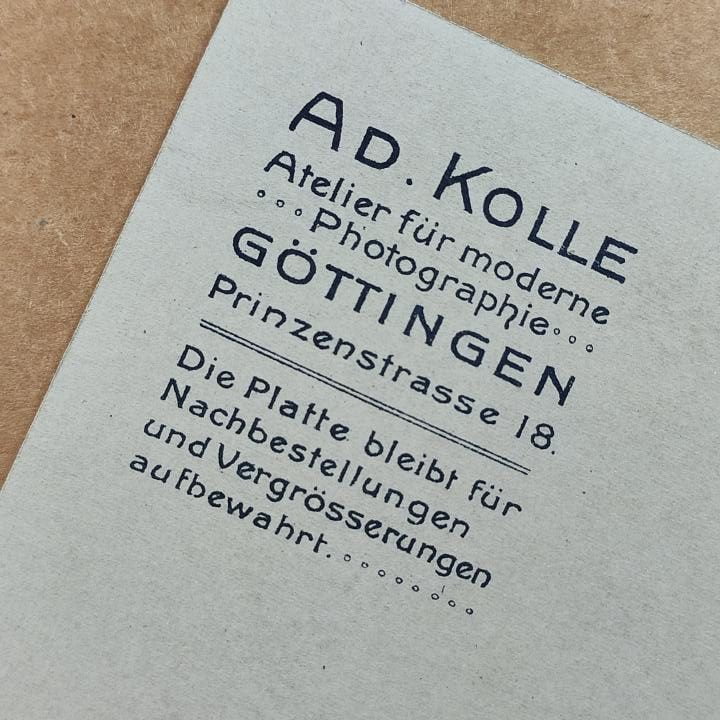 AD. KOLLE
Atelier für moderne
°°°Photographie°°°
GÖTTINGEN
Prinzenstrasse 18.
Die Platte bleibt für
Nachbestellungen
und Vergrösserungen
aufbewahrt.°°°°°°°°°